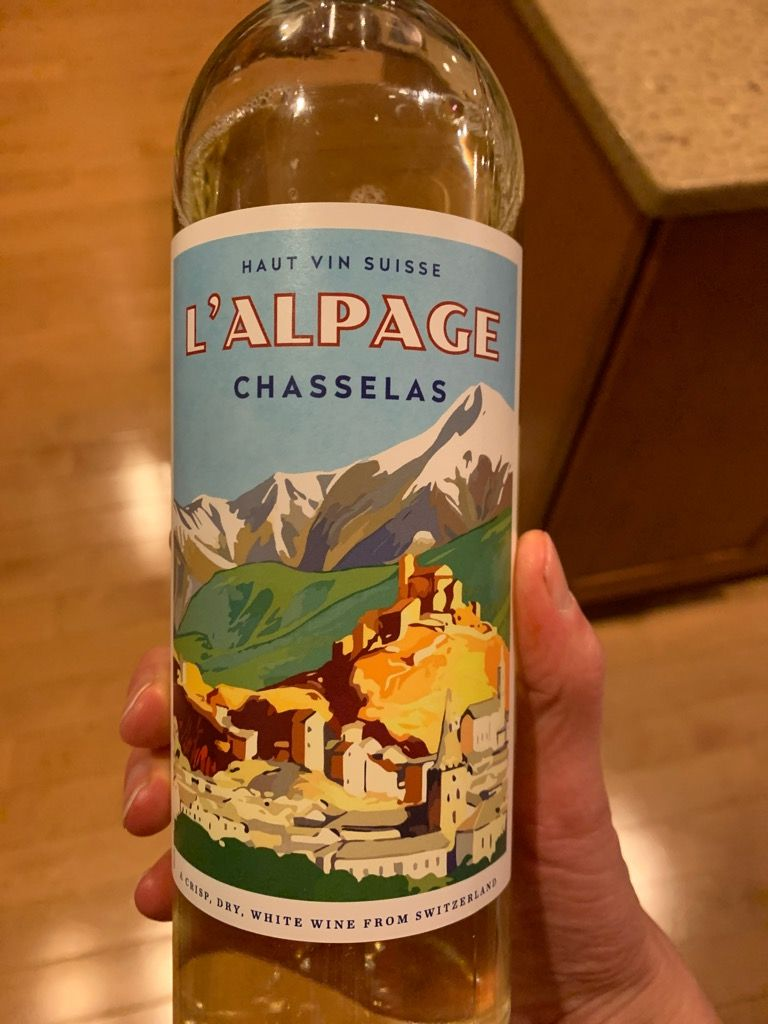 HAUT VIN SUISSE
L'ALPAGE
CHASSELAS
A CRISP, DRY, WHITE WINE FROM SWITZERLAND